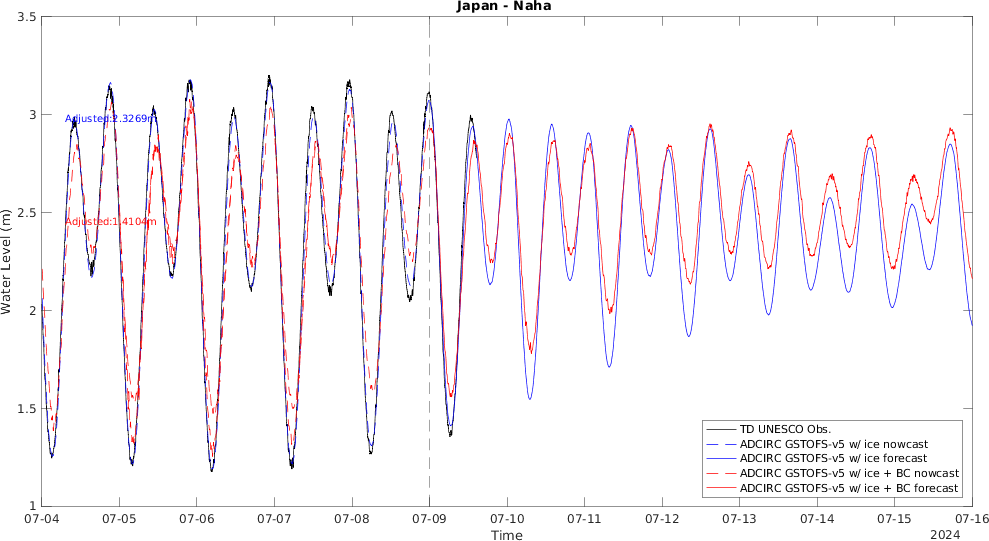 Japan - Naha
3.5
3
2.5
2
1.5
1
Water Level (m)
Adjusted:2.3269m
Adjusted:1.4104m
TD UNESCO Obs.
ADCIRC GSTOFS-v5 w/ ice nowcast
ADCIRC GSTOFS-v5 w/ ice forecast
ADCIRC GSTOFS-v5 w/ ice + BC nowcast
ADCIRC GSTOFS-v5 w/ ice + BC forecast
07-04 07-05 07-06 07-07 07-08 07-09 07-10 07-11 07-12 07-13 07-14 07-15 07-16
Time
2024